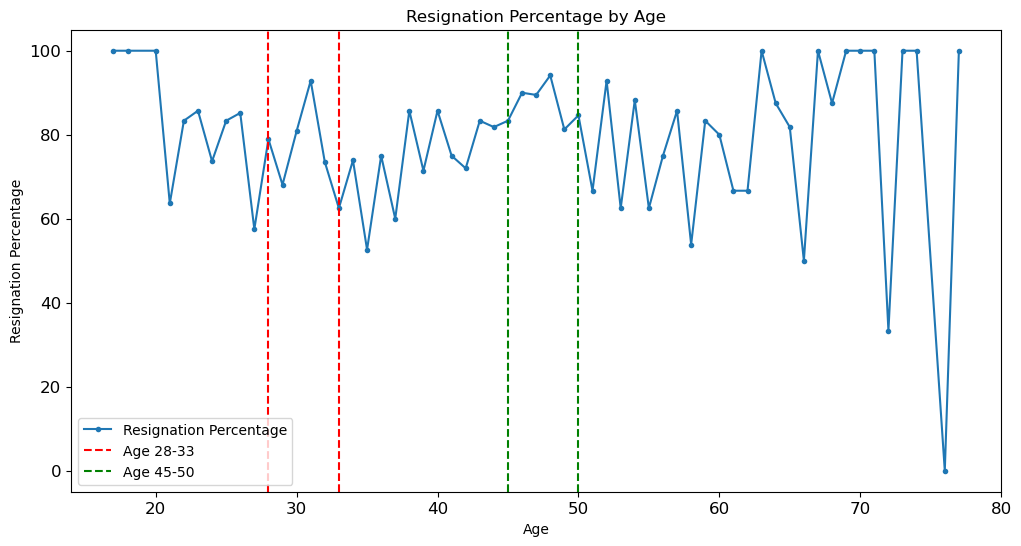 Resignation Percentage by Age
Resignation Percentage
100
80
60
40
20
0
Resignation Percentage
Age 28-33
Age 45-50
20 30 40 50 60 70 80
Age